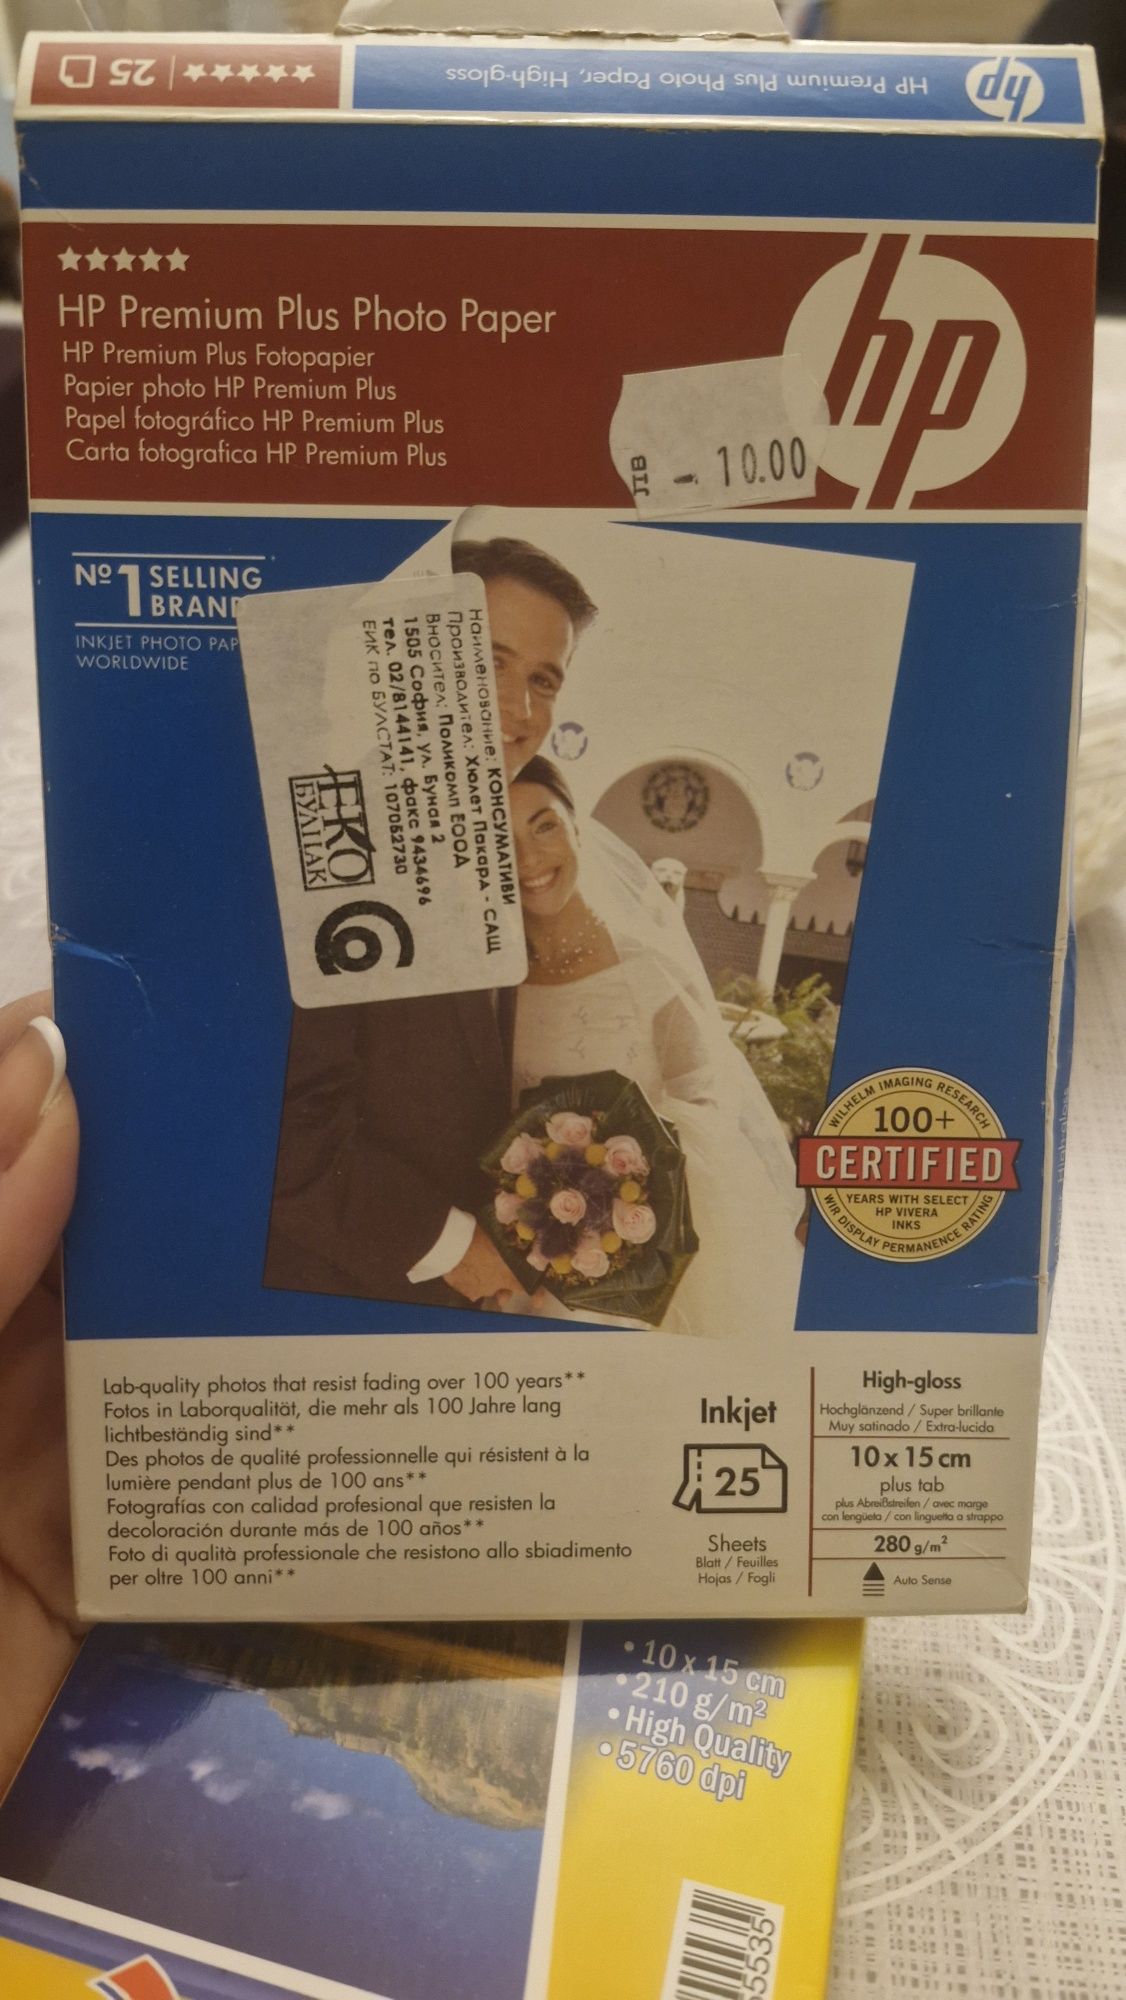 HP Premium Plus Photo Paper, High-gloss
25
hp
HP Premium Plus Photo Paper
HP Premium Plus Fotopapier
Papier photo HP Premium Plus
Papel fotográfico HP Premium Plus
Carta fotografica HP Premium Plus
hp
- 10.00
Nº 1 SELLING
BRAND
INKJET PHOTO PAP
WORLDWIDE
Наименование: КОНСУМАТИВИ
Производител: Хюлет Пакард - САЩ
Вносител: Поликомп ЕООД
1505 София, ул. Буная 2
тел. 02/8144141, факс 9434696
ЕИК по БУЛСТАТ: 107062730
ЕКО
БУЛПАК
WILHELM IMAGING RESEARCH
100+
CERTIFIED
YEARS WITH SELECT
HP VIVERA
INKS
WIR DISPLAY PERMANENCE RATING
Lab-quality photos that resist fading over 100 years**
Fotos in Laborqualität, die mehr als 100 Jahre lang
lichtbeständig sind**
Des photos de qualité professionnelle qui résistent à la
lumière pendant plus de 100 ans**
Fotografías con calidad profesional que resisten la
decoloración durante más de 100 años**
Foto di qualità professionale che resistono allo sbiadimento
per oltre 100 anni**
Inkjet
25
Sheets
Blatt / Feuilles
Hojas / Fogli
High-gloss
Hochglänzend / Super brillante
Muy satinado / Extra-lucida
10 x 15 cm
plus tab
plus Abreißstreifen / avec marge
con lengüeta / con linguetta a strappo
280 g/m²
Auto Sense
• 10 x 15 cm
• 210 g/m²
• High Quality
• 5760 dpi
55535